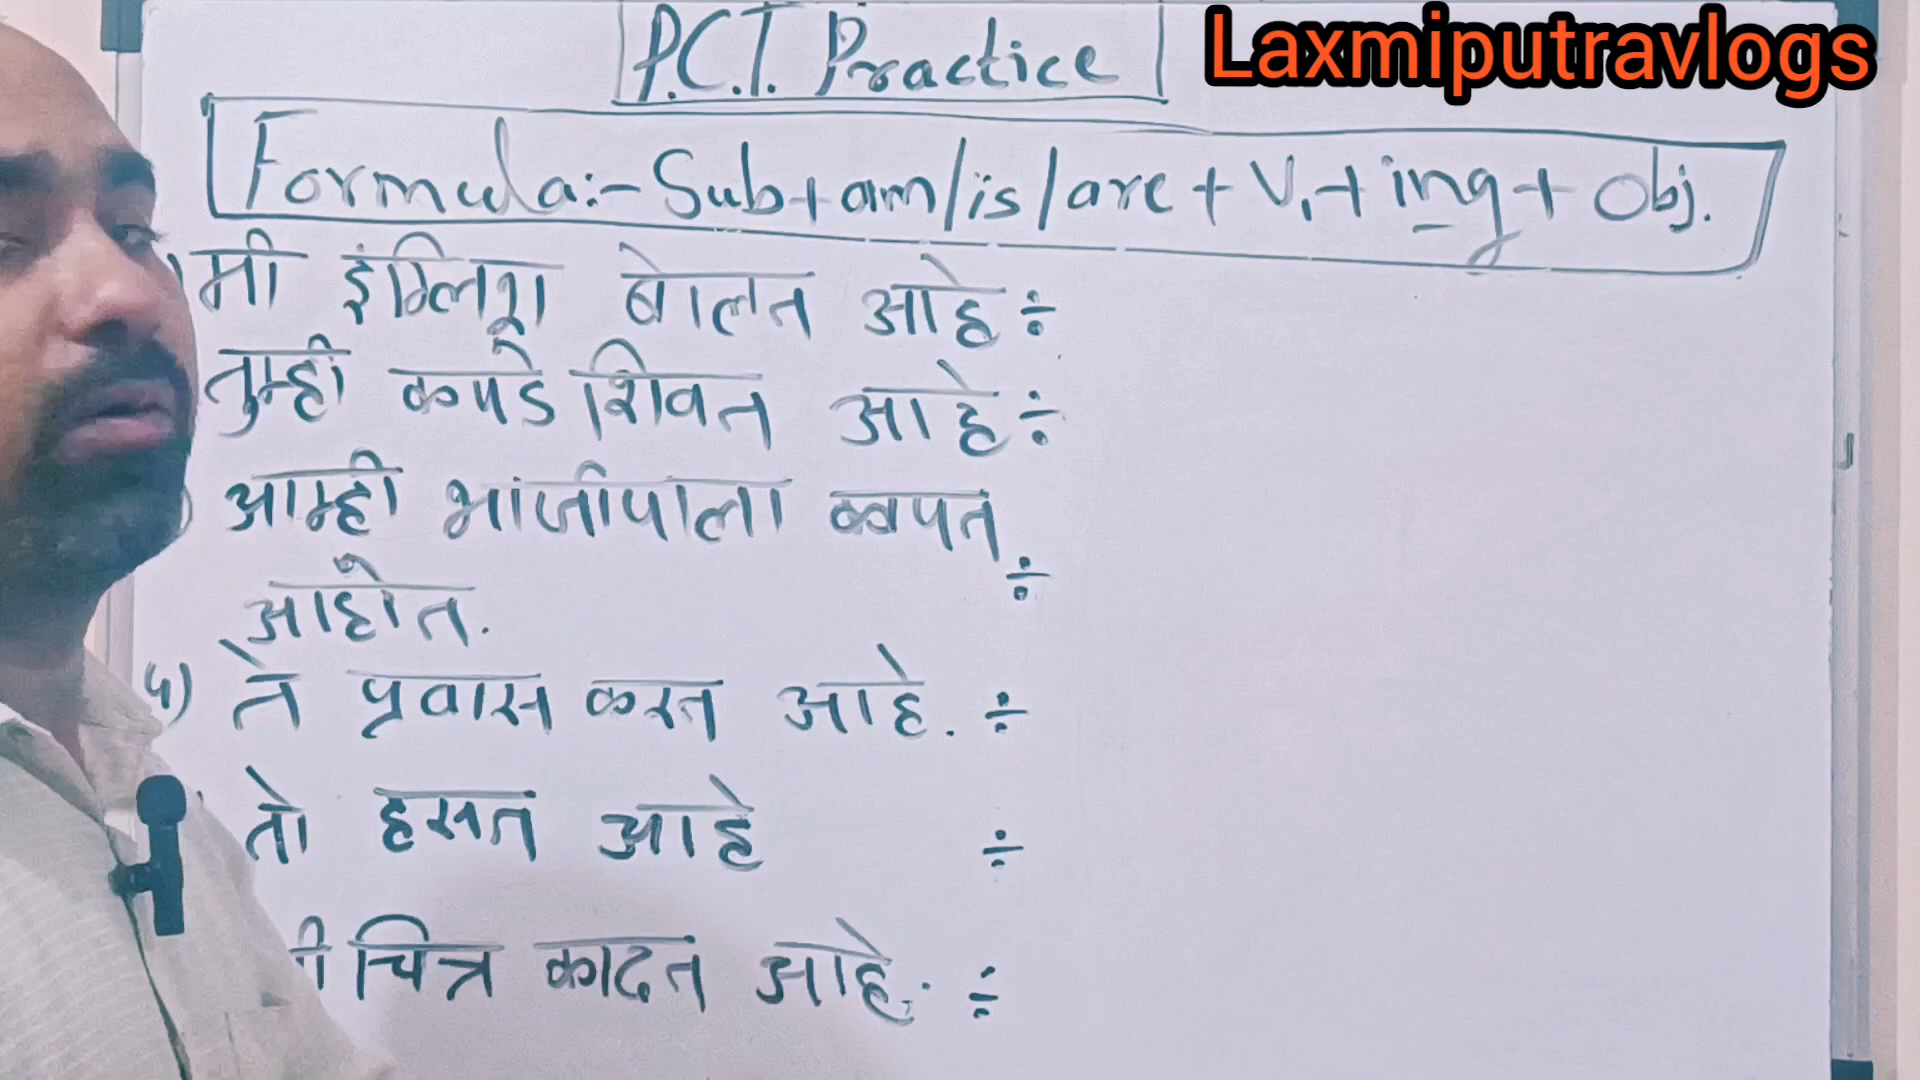 P.C.T. Practice
Laxmiputravlogs
Formula:- Sub + am/is/are + V₁ + ing + Obj.
मी इंग्लिश बोलत आहे ÷
तुम्ही कपडे शिवत आहे ÷
आम्ही भाजीपाला कापत ÷
आहोत.
४) ते प्रवास करत आहे. ÷
तो हसत आहे ÷
चित्र काढत आहे. ÷